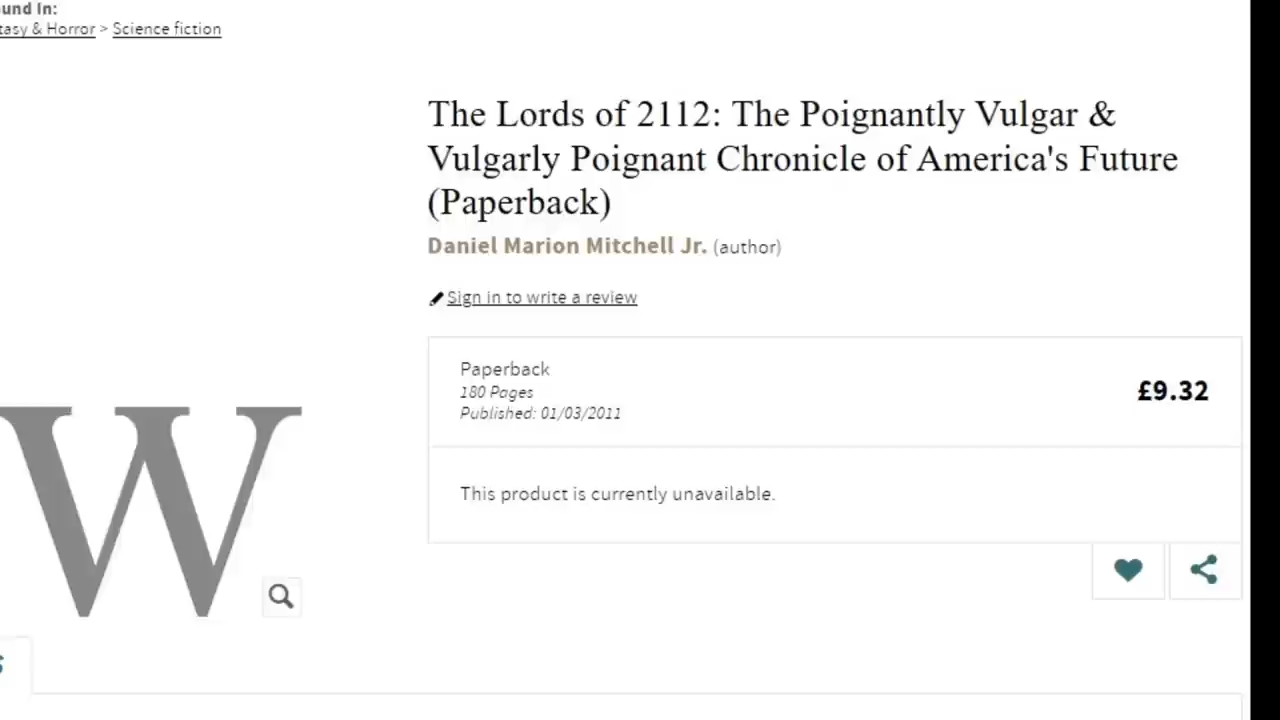 und In:
tasy & Horror > Science fiction
The Lords of 2112: The Poignantly Vulgar &
Vulgarly Poignant Chronicle of America's Future
(Paperback)
Daniel Marion Mitchell Jr. (author)
Sign in to write a review
Paperback
180 Pages
Published: 01/03/2011
£9.32
This product is currently unavailable.
W
s